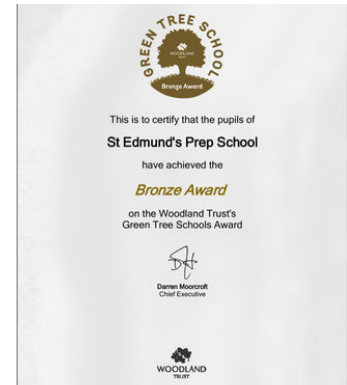 GREEN TREE SCHOOL
WOODLAND
TRUST
Bronze Award
This is to certify that the pupils of
St Edmund's Prep School
have achieved the
Bronze Award
on the Woodland Trust's
Green Tree Schools Award
Darren Moorcroft
Chief Executive
WOODLAND
TRUST